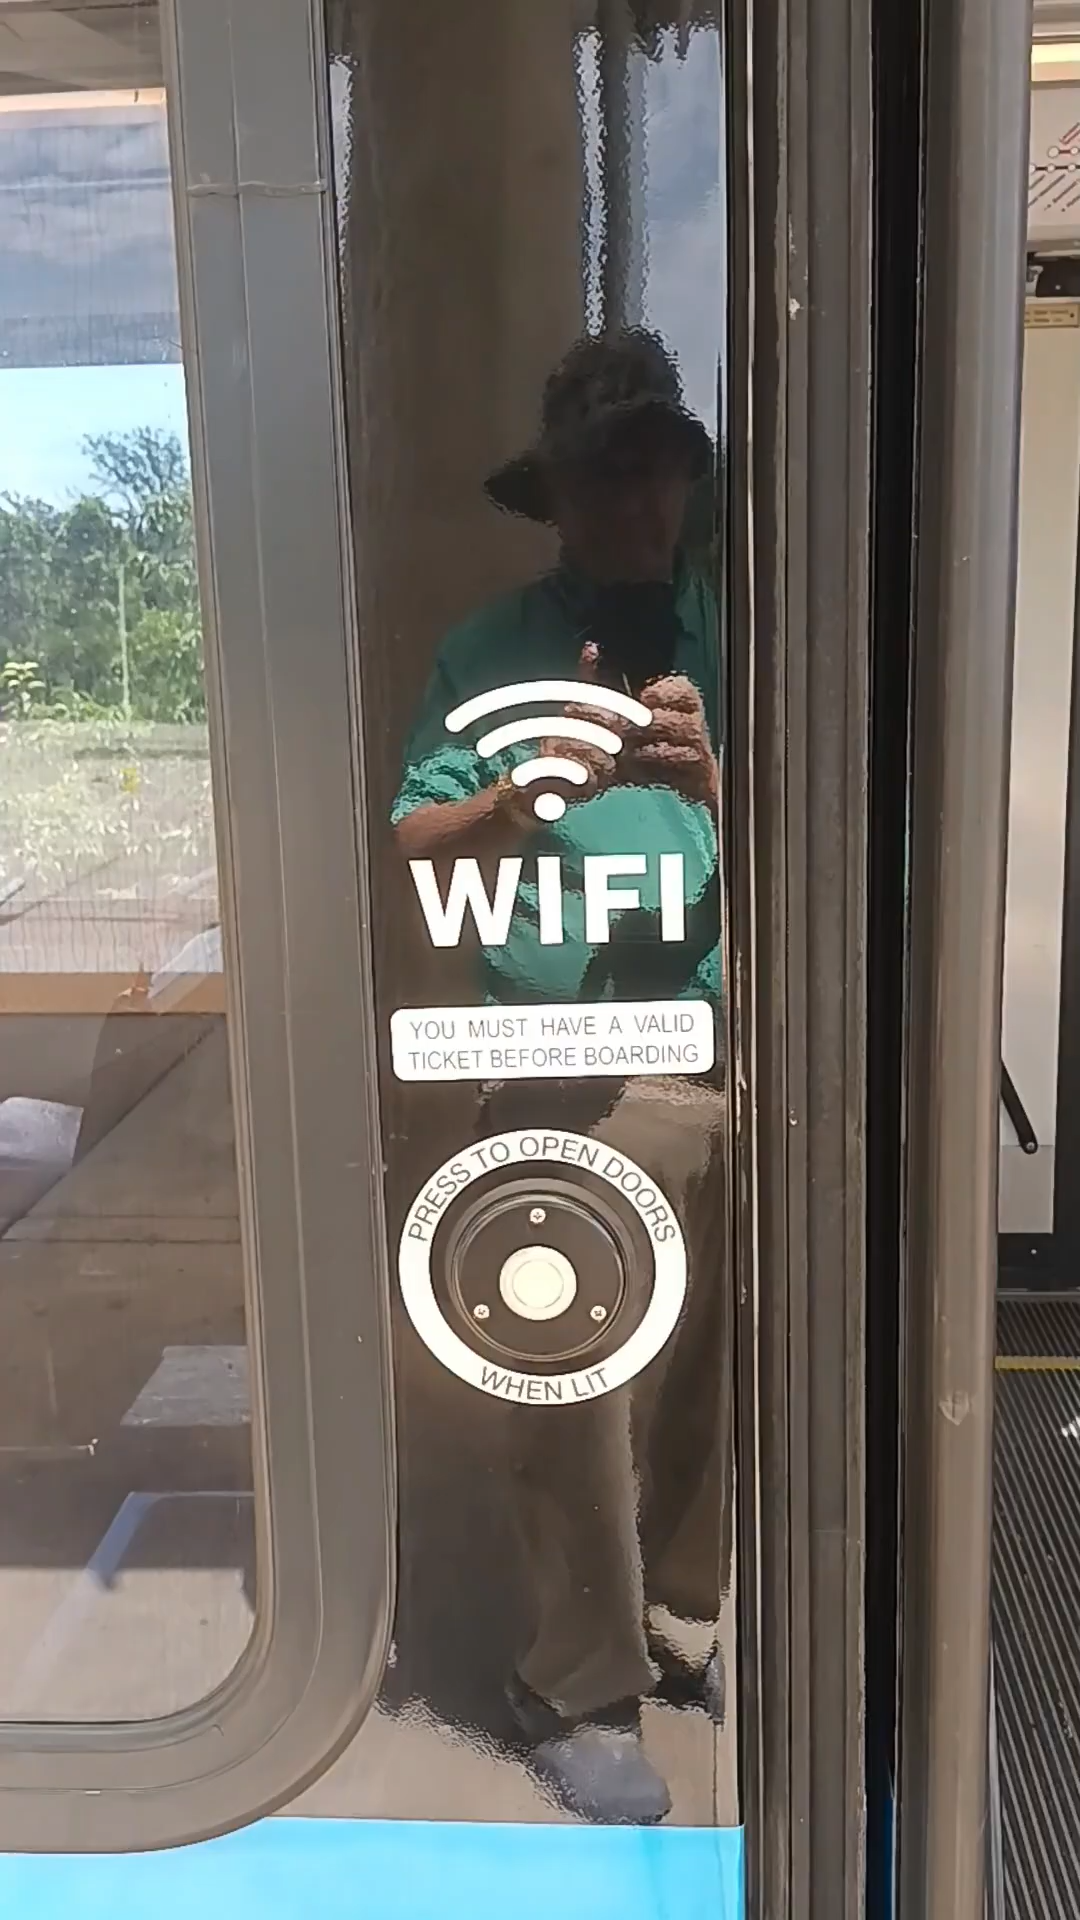 WIFI
YOU MUST HAVE A VALID
TICKET BEFORE BOARDING
PRESS TO OPEN DOORS
WHEN LIT